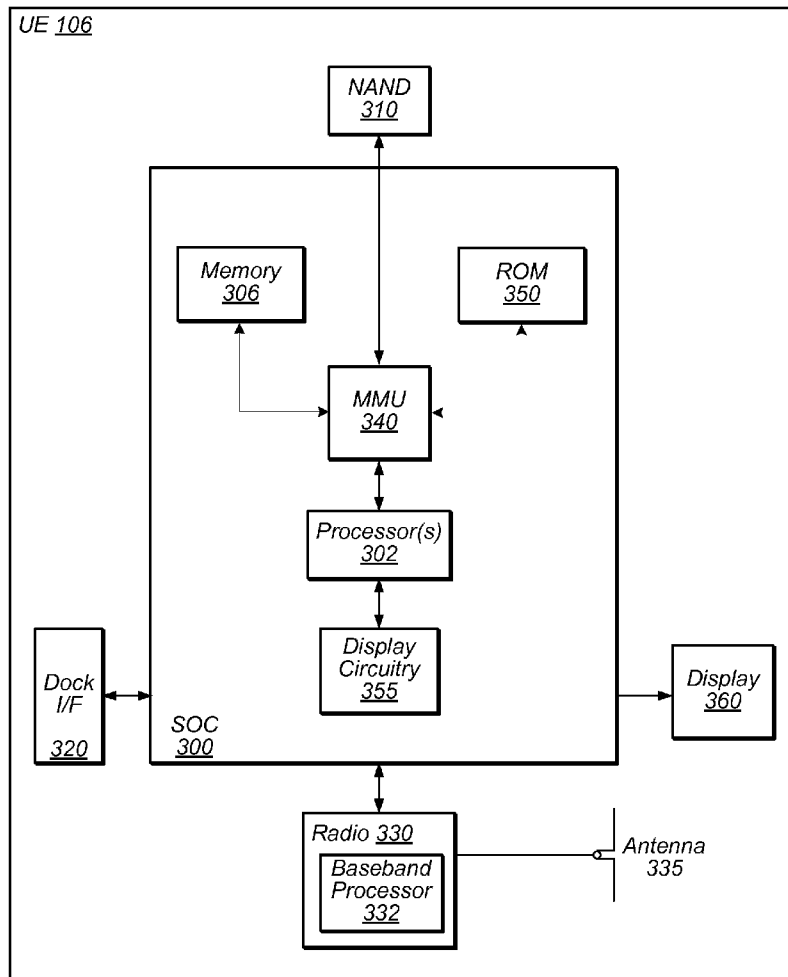 UE 106
NAND
310
Memory
306
ROM
350
MMU
340
Processor(s)
302
Display
Circuitry
355
Dock
I/F
320
SOC
300
Display
360
Radio 330
Baseband
Processor
332
Antenna
335